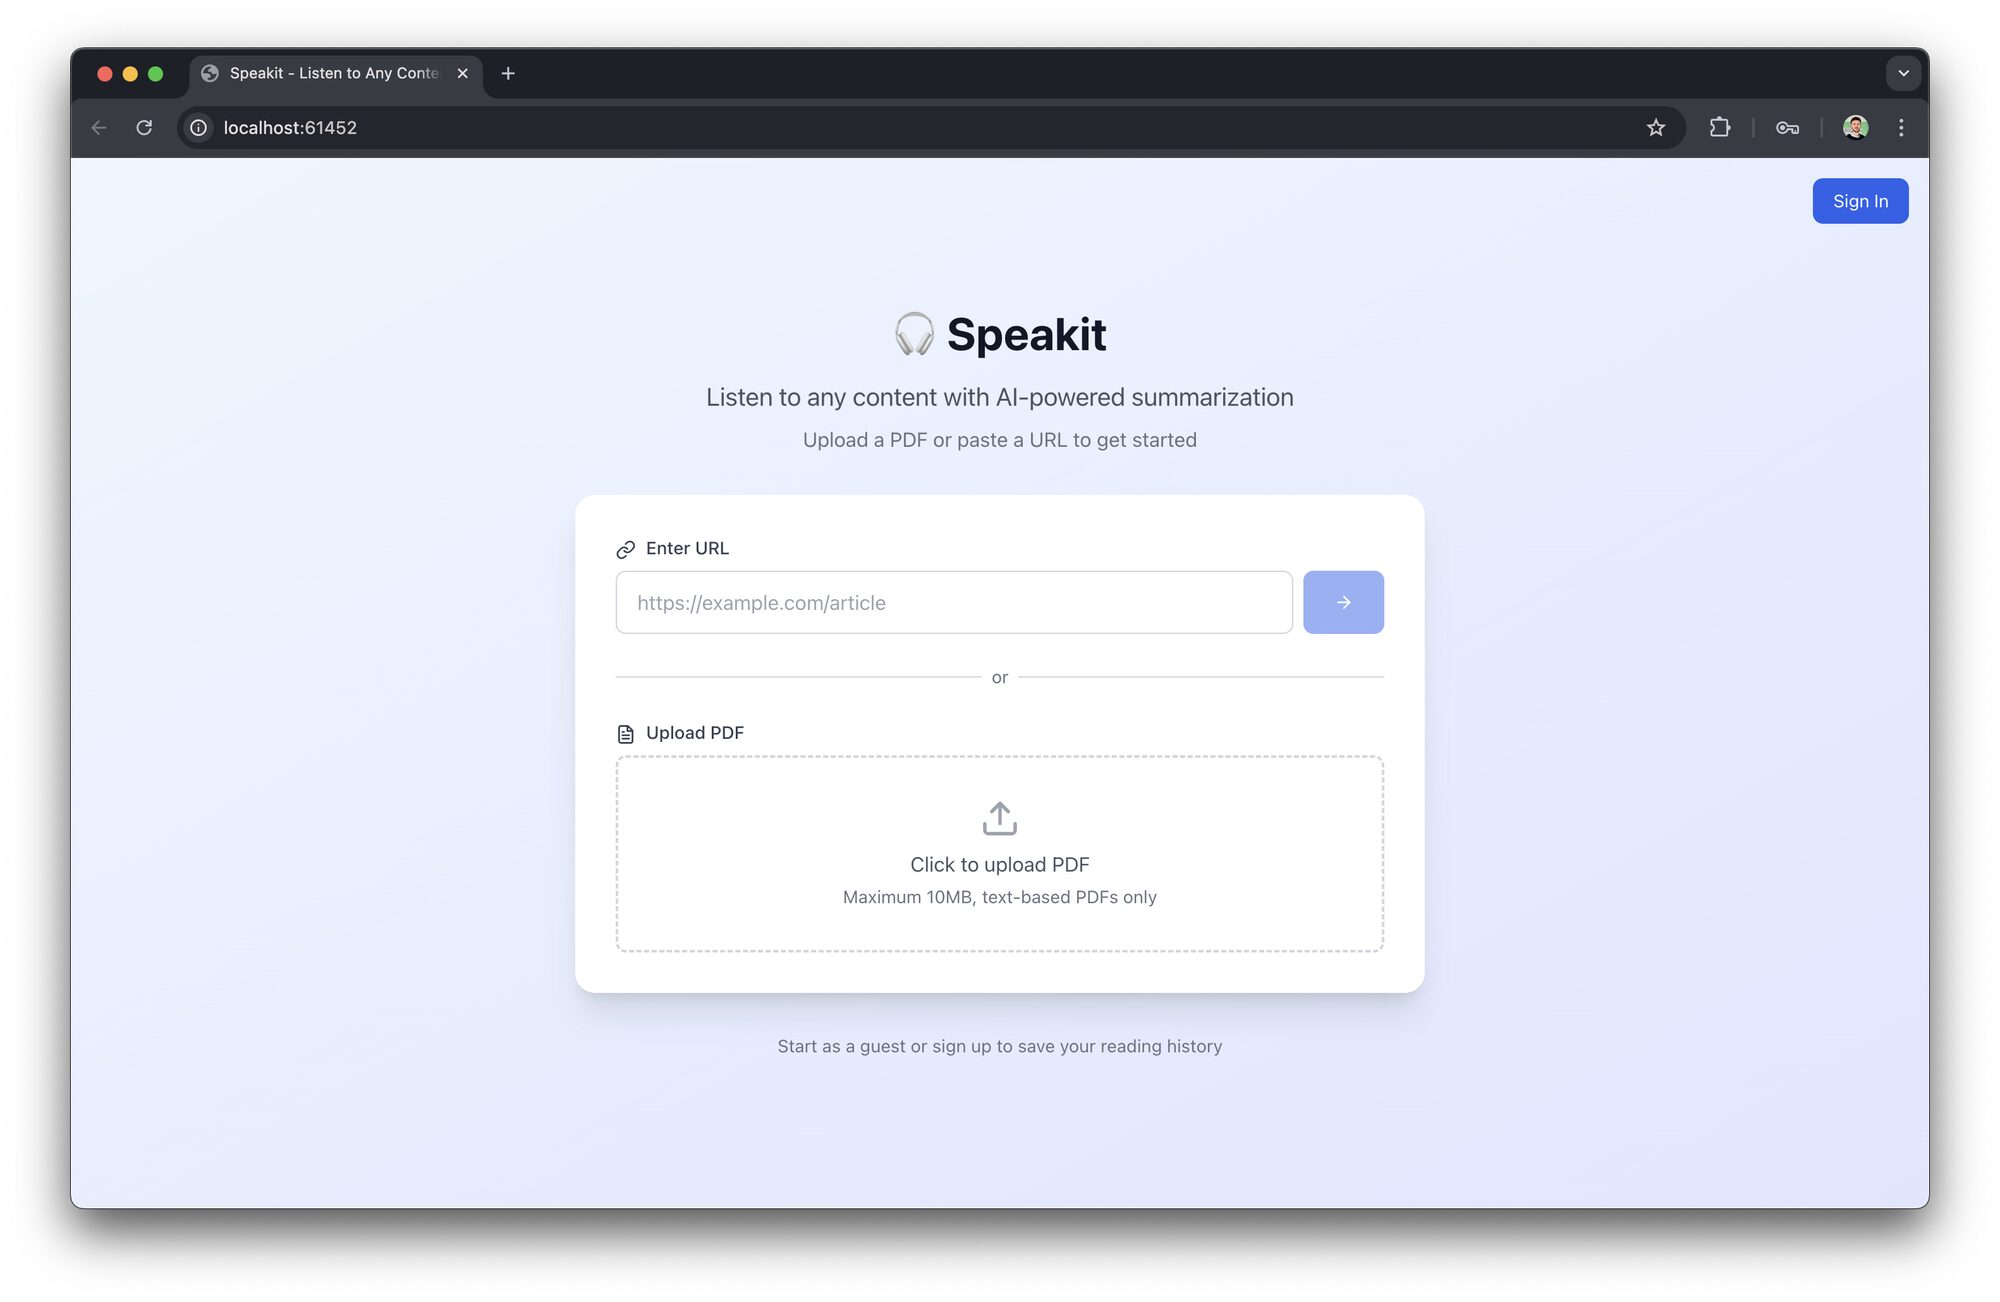 Speakit - Listen to Any Conte
localhost:61452
Sign In
Speakit
Listen to any content with AI-powered summarization
Upload a PDF or paste a URL to get started
Enter URL
https://example.com/article
or
Upload PDF
Click to upload PDF
Maximum 10MB, text-based PDFs only
Start as a guest or sign up to save your reading history